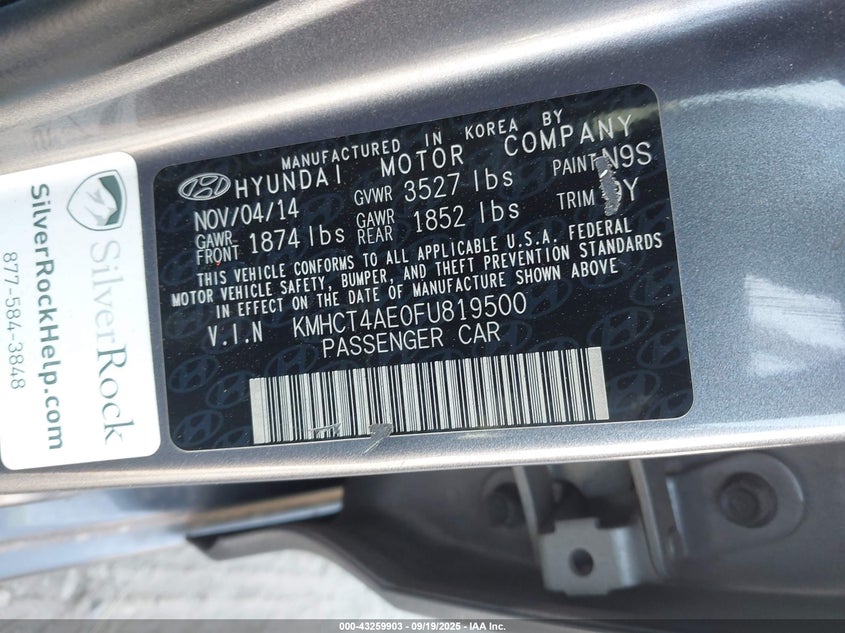 MANUFACTURED IN KOREA BY
HYUNDAI MOTOR COMPANY
NOV/04/14 GVWR 3527 lbs PAINT N9S
GAWR FRONT 1874 lbs GAWR REAR 1852 lbs TRIM 9Y
THIS VEHICLE CONFORMS TO ALL APPLICABLE U.S.A. FEDERAL
MOTOR VEHICLE SAFETY, BUMPER, AND THEFT PREVENTION STANDARDS
IN EFFECT ON THE DATE OF MANUFACTURE SHOWN ABOVE
V.I.N KMHCT4AE0FU819500
PASSENGER CAR
SilverRock
SilverRockHelp.com
877-584-3848
000-43259903 - 09/19/2025 - IAA Inc.